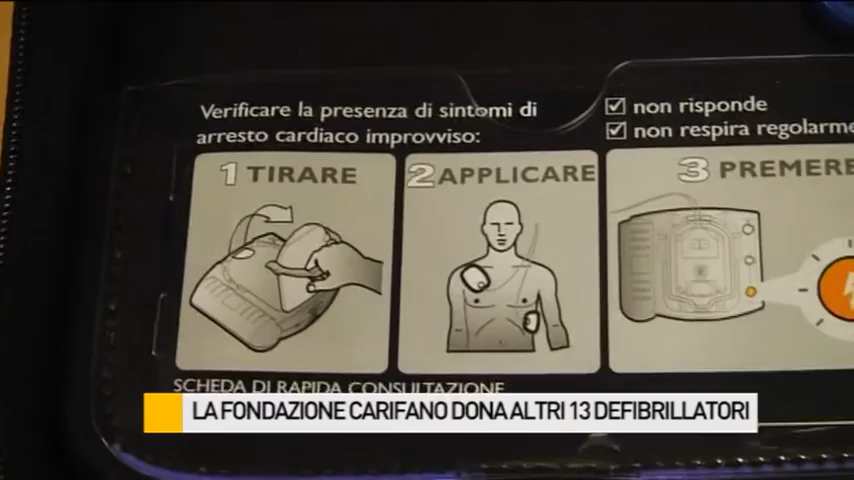 Verificare la presenza di sintomi di
arresto cardiaco improvviso:
☑ non risponde
☑ non respira regolarme
1 TIRARE
2 APPLICARE
3 PREMERE
SCHEDA DI RAPIDA CONSULTAZIONE
LA FONDAZIONE CARIFANO DONA ALTRI 13 DEFIBRILLATORI